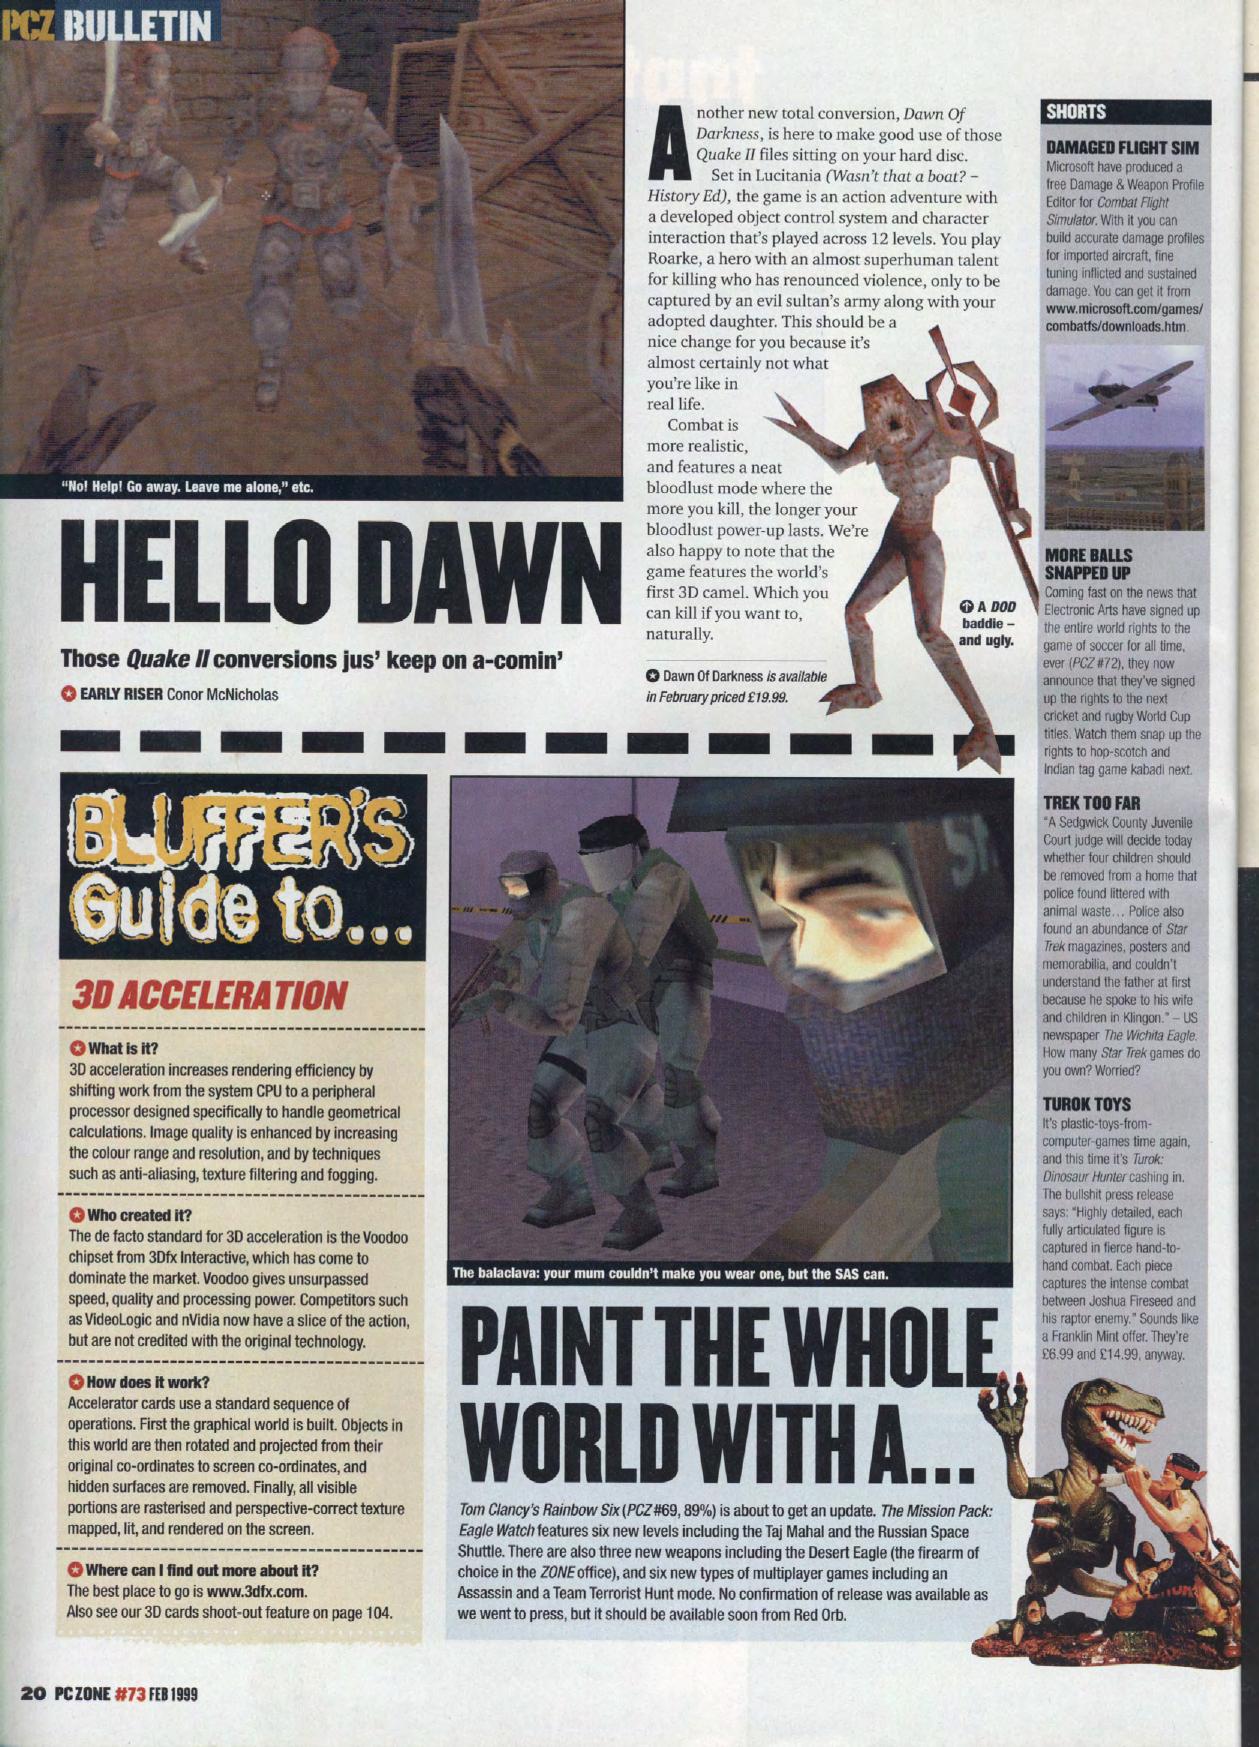 PCZ BULLETIN
"No! Help! Go away. Leave me alone," etc.
HELLO DAWN
Those Quake II conversions jus' keep on a-comin'
EARLY RISER Conor McNicholas
Another new total conversion, Dawn Of
Darkness, is here to make good use of those
Quake II files sitting on your hard disc.
Set in Lucitania (Wasn't that a boat? –
History Ed), the game is an action adventure with
a developed object control system and character
interaction that's played across 12 levels. You play
Roarke, a hero with an almost superhuman talent
for killing who has renounced violence, only to be
captured by an evil sultan's army along with your
adopted daughter. This should be a
nice change for you because it's
almost certainly not what
you're like in
real life.
Combat is
more realistic,
and features a neat
bloodlust mode where the
more you kill, the longer your
bloodlust power-up lasts. We're
also happy to note that the
game features the world's
first 3D camel. Which you
can kill if you want to,
naturally.
Dawn Of Darkness is available
in February priced £19.99.
A DOD
baddie –
and ugly.
BLUFFER'S
Guide to...
3D ACCELERATION
What is it?
3D acceleration increases rendering efficiency by
shifting work from the system CPU to a peripheral
processor designed specifically to handle geometrical
calculations. Image quality is enhanced by increasing
the colour range and resolution, and by techniques
such as anti-aliasing, texture filtering and fogging.
Who created it?
The de facto standard for 3D acceleration is the Voodoo
chipset from 3Dfx Interactive, which has come to
dominate the market. Voodoo gives unsurpassed
speed, quality and processing power. Competitors such
as VideoLogic and nVidia now have a slice of the action,
but are not credited with the original technology.
How does it work?
Accelerator cards use a standard sequence of
operations. First the graphical world is built. Objects in
this world are then rotated and projected from their
original co-ordinates to screen co-ordinates, and
hidden surfaces are removed. Finally, all visible
portions are rasterised and perspective-correct texture
mapped, lit, and rendered on the screen.
Where can I find out more about it?
The best place to go is www.3dfx.com.
Also see our 3D cards shoot-out feature on page 104.
The balaclava: your mum couldn't make you wear one, but the SAS can.
PAINT THE WHOLE
WORLD WITH A...
Tom Clancy's Rainbow Six (PCZ #69, 89%) is about to get an update. The Mission Pack:
Eagle Watch features six new levels including the Taj Mahal and the Russian Space
Shuttle. There are also three new weapons including the Desert Eagle (the firearm of
choice in the ZONE office), and six new types of multiplayer games including an
Assassin and a Team Terrorist Hunt mode. No confirmation of release was available as
we went to press, but it should be available soon from Red Orb.
SHORTS
DAMAGED FLIGHT SIM
Microsoft have produced a
free Damage & Weapon Profile
Editor for Combat Flight
Simulator. With it you can
build accurate damage profiles
for imported aircraft, fine
tuning inflicted and sustained
damage. You can get it from
www.microsoft.com/games/
combatfs/downloads.htm.
MORE BALLS
SNAPPED UP
Coming fast on the news that
Electronic Arts have signed up
the entire world rights to the
game of soccer for all time,
ever (PCZ #72), they now
announce that they've signed
up the rights to the next
cricket and rugby World Cup
titles. Watch them snap up the
rights to hop-scotch and
Indian tag game kabadi next.
TREK TOO FAR
"A Sedgwick County Juvenile
Court judge will decide today
whether four children should
be removed from a home that
police found littered with
animal waste... Police also
found an abundance of Star
Trek magazines, posters and
memorabilia, and couldn't
understand the father at first
because he spoke to his wife
and children in Klingon." – US
newspaper The Wichita Eagle.
How many Star Trek games do
you own? Worried?
TUROK TOYS
It's plastic-toys-from-
computer-games time again,
and this time it's Turok:
Dinosaur Hunter cashing in.
The bullshit press release
says: "Highly detailed, each
fully articulated figure is
captured in fierce hand-to-
hand combat. Each piece
captures the intense combat
between Joshua Fireseed and
his raptor enemy." Sounds like
a Franklin Mint offer. They're
£6.99 and £14.99, anyway.
20 PC ZONE #73 FEB 1999